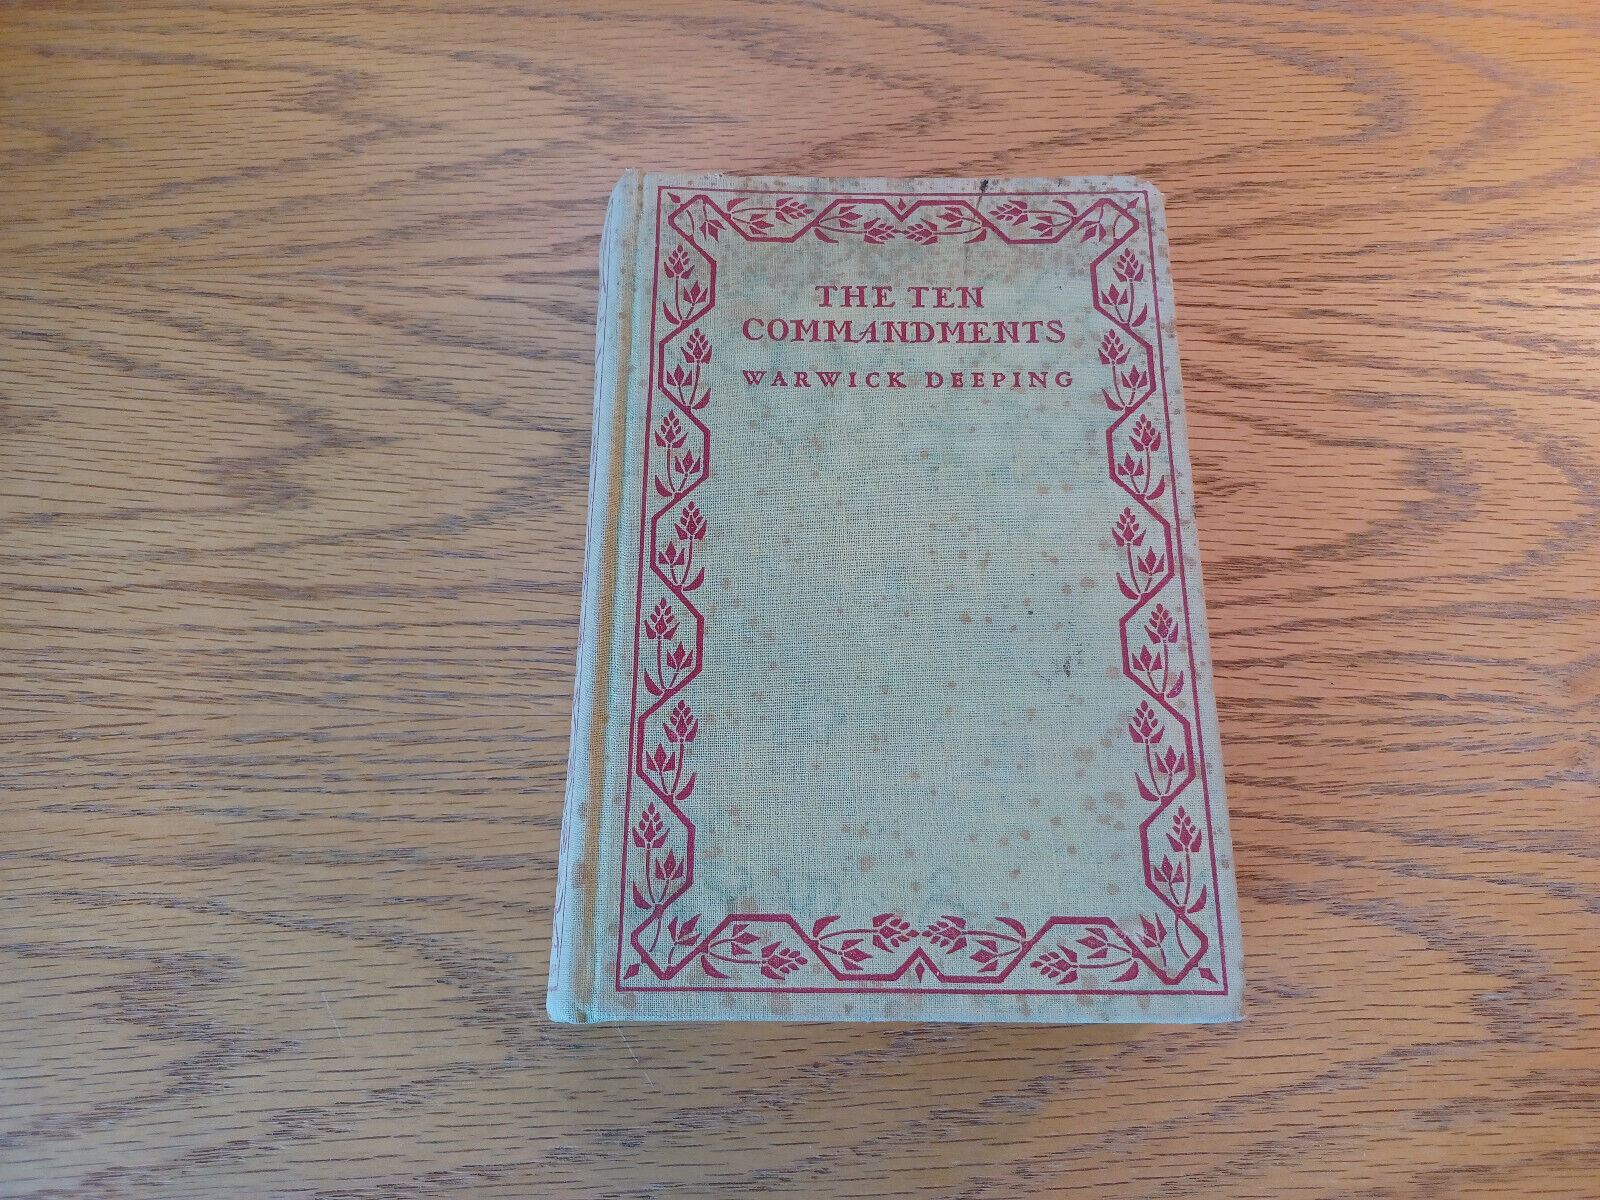 THE TEN
COMMANDMENTS
WARWICK DEEPING